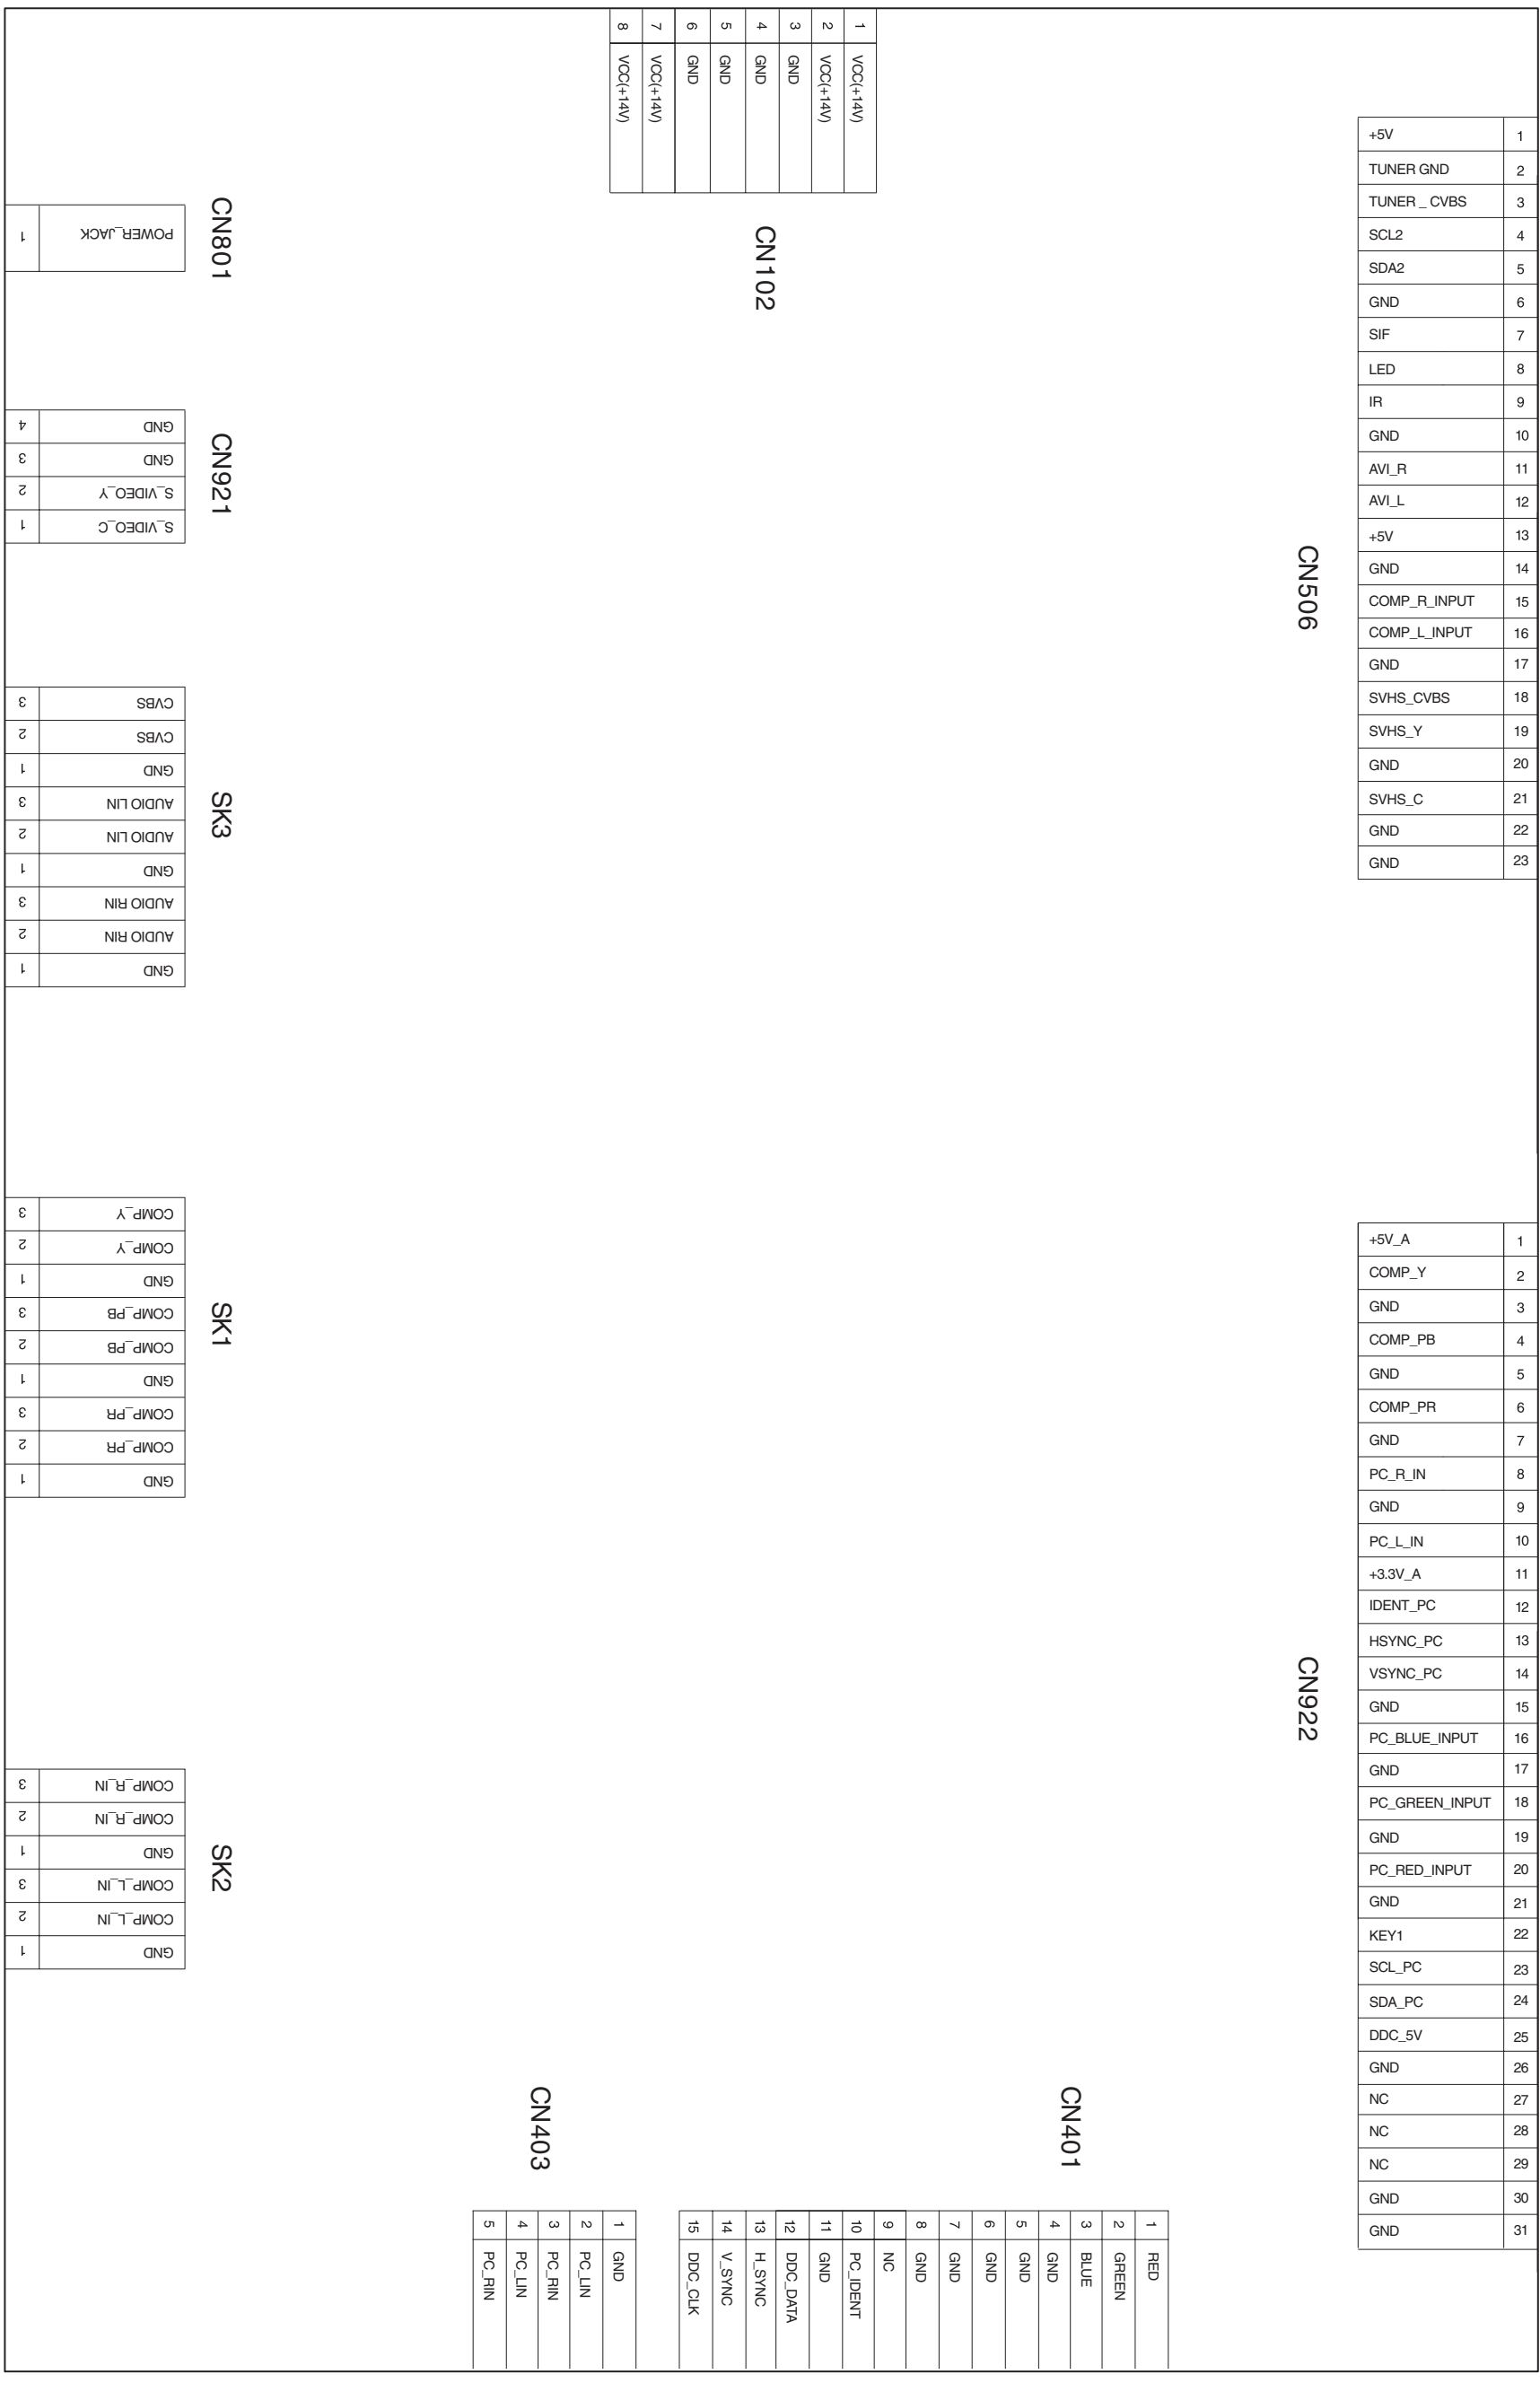 8 7 6 5 4 3 2 1
VCC(+14V) VCC(+14V) GND GND GND GND VCC(+14V) VCC(+14V)
CN102
1 POWER_JACK
CN801
4 GND
3 GND
2 S_VIDEO_Y
1 S_VIDEO_C
CN921
3 CVBS
2 CVBS
1 GND
3 AUDIO LIN
2 AUDIO LIN
1 GND
3 AUDIO RIN
2 AUDIO RIN
1 GND
SK3
3 COMP_Y
2 COMP_Y
1 GND
3 COMP_PB
2 COMP_PB
1 GND
3 COMP_PR
2 COMP_PR
1 GND
SK1
3 COMP_R_IN
2 COMP_R_IN
1 GND
3 COMP_L_IN
2 COMP_L_IN
1 GND
SK2
+5V 1
TUNER GND 2
TUNER _ CVBS 3
SCL2 4
SDA2 5
GND 6
SIF 7
LED 8
IR 9
GND 10
AVI_R 11
AVI_L 12
+5V 13
GND 14
COMP_R_INPUT 15
COMP_L_INPUT 16
GND 17
SVHS_CVBS 18
SVHS_Y 19
GND 20
SVHS_C 21
GND 22
GND 23
CN506
+5V_A 1
COMP_Y 2
GND 3
COMP_PB 4
GND 5
COMP_PR 6
GND 7
PC_R_IN 8
GND 9
PC_L_IN 10
+3.3V_A 11
IDENT_PC 12
HSYNC_PC 13
VSYNC_PC 14
GND 15
PC_BLUE_INPUT 16
GND 17
PC_GREEN_INPUT 18
GND 19
PC_RED_INPUT 20
GND 21
KEY1 22
SCL_PC 23
SDA_PC 24
DDC_5V 25
GND 26
NC 27
NC 28
NC 29
GND 30
GND 31
CN922
CN403
5 4 3 2 1
PC_RIN PC_LIN PC_RIN PC_LIN GND
CN401
15 14 13 12 11 10 9 8 7 6 5 4 3 2 1
DDC_CLK V_SYNC H_SYNC DDC_DATA GND PC_IDENT NC GND GND GND GND GND BLUE GREEN RED